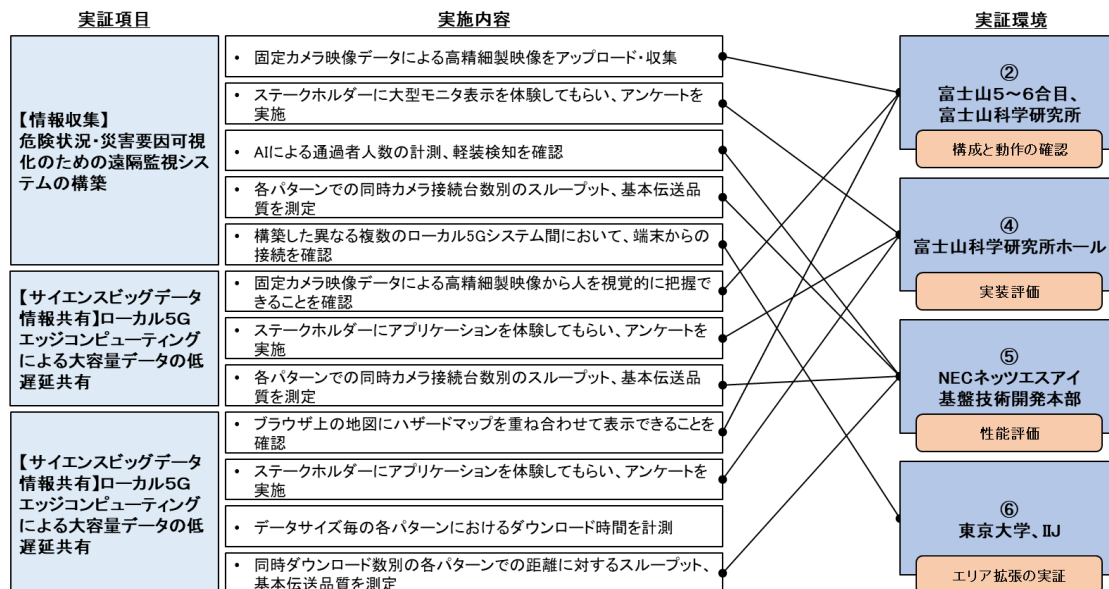 実証項目
実施内容
実証環境
【情報収集】
危険状況・災害要因可視
化のための遠隔監視シス
テムの構築
• 固定カメラ映像データによる高精細製映像をアップロード・収集
• ステークホルダーに大型モニタ表示を体験してもらい、アンケートを
実施
• AIによる通過者人数の計測、軽装検知を確認
• 各パターンでの同時カメラ接続台数別のスループット、基本伝送品
質を測定
• 構築した異なる複数のローカル5Gシステム間において、端末からの
接続を確認
【サイエンスビッグデータ
情報共有】ローカル5G
エッジコンピューティング
による大容量データの低
遅延共有
• 固定カメラ映像データによる高精細製映像から人を視覚的に把握で
きることを確認
• ステークホルダーにアプリケーションを体験してもらい、アンケートを
実施
• 各パターンでの同時カメラ接続台数別のスループット、基本伝送品
質を測定
【サイエンスビッグデータ
情報共有】ローカル5G
エッジコンピューティング
による大容量データの低
遅延共有
• ブラウザ上の地図にハザードマップを重ね合わせて表示できることを
確認
• ステークホルダーにアプリケーションを体験してもらい、アンケートを
実施
• データサイズ毎の各パターンにおけるダウンロード時間を計測
• 同時ダウンロード数別の各パターンでの距離に対するスループット、
基本伝送品質を測定
②
富士山5～6合目、
富士山科学研究所
構成と動作の確認
④
富士山科学研究所ホール
実装評価
⑤
NECネッツエスアイ
基盤技術開発本部
性能評価
⑥
東京大学、IIJ
エリア拡張の実証